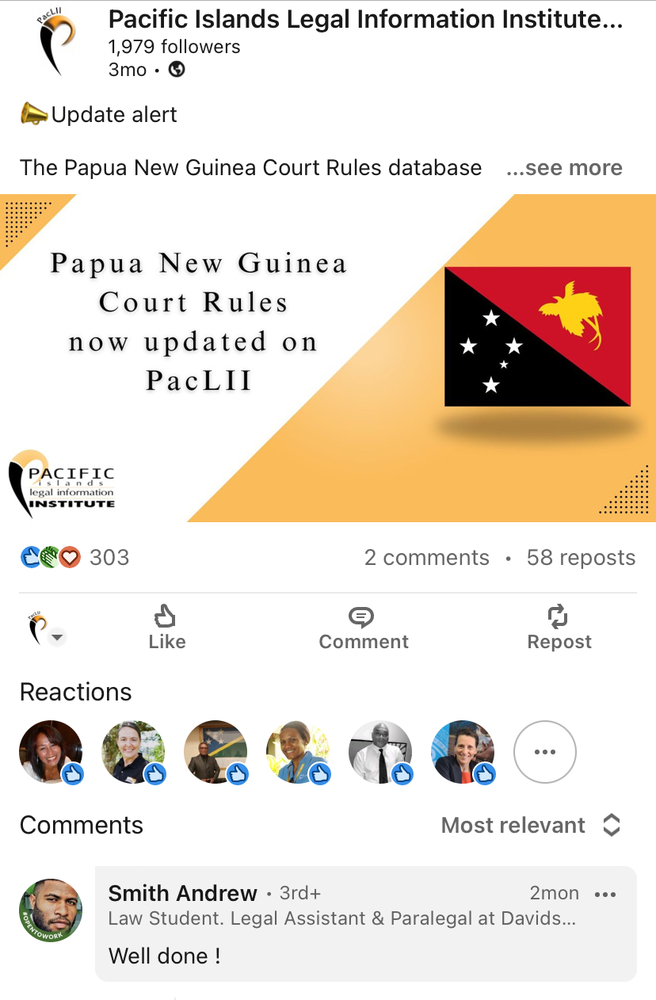 PacLII
Pacific Islands Legal Information Institute...
1,979 followers
3mo •
Update alert
The Papua New Guinea Court Rules database ...see more
Papua New Guinea
Court Rules
now updated on
PacLII
PACIFIC
islands
legal information
INSTITUTE
303 2 comments • 58 reposts
PacLII
Like Comment Repost
Reactions
Comments Most relevant
Smith Andrew • 3rd+ 2mon
Law Student. Legal Assistant & Paralegal at Davids...
#OPENTOWORK
Well done !